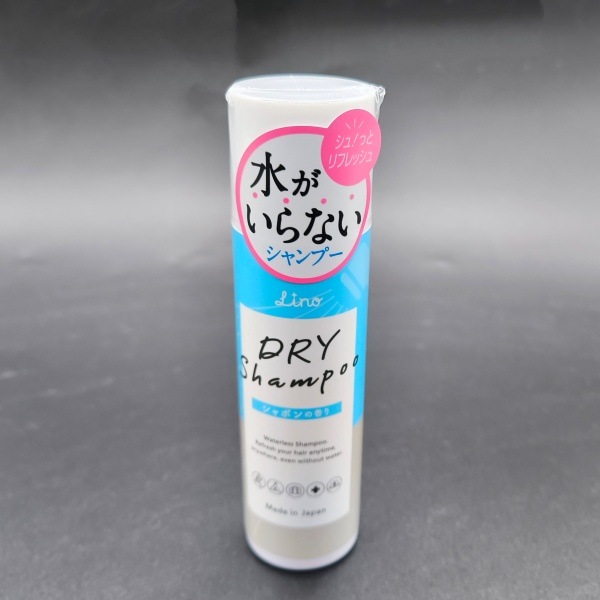 シュ!っと
リフレッシュ
水が
いらない
シャンプー
Lino
DRY
Shampoo
シャボンの香り
Waterless Shampoo.
Refresh your hair anytime,
anywhere, even without water.
Made in Japan